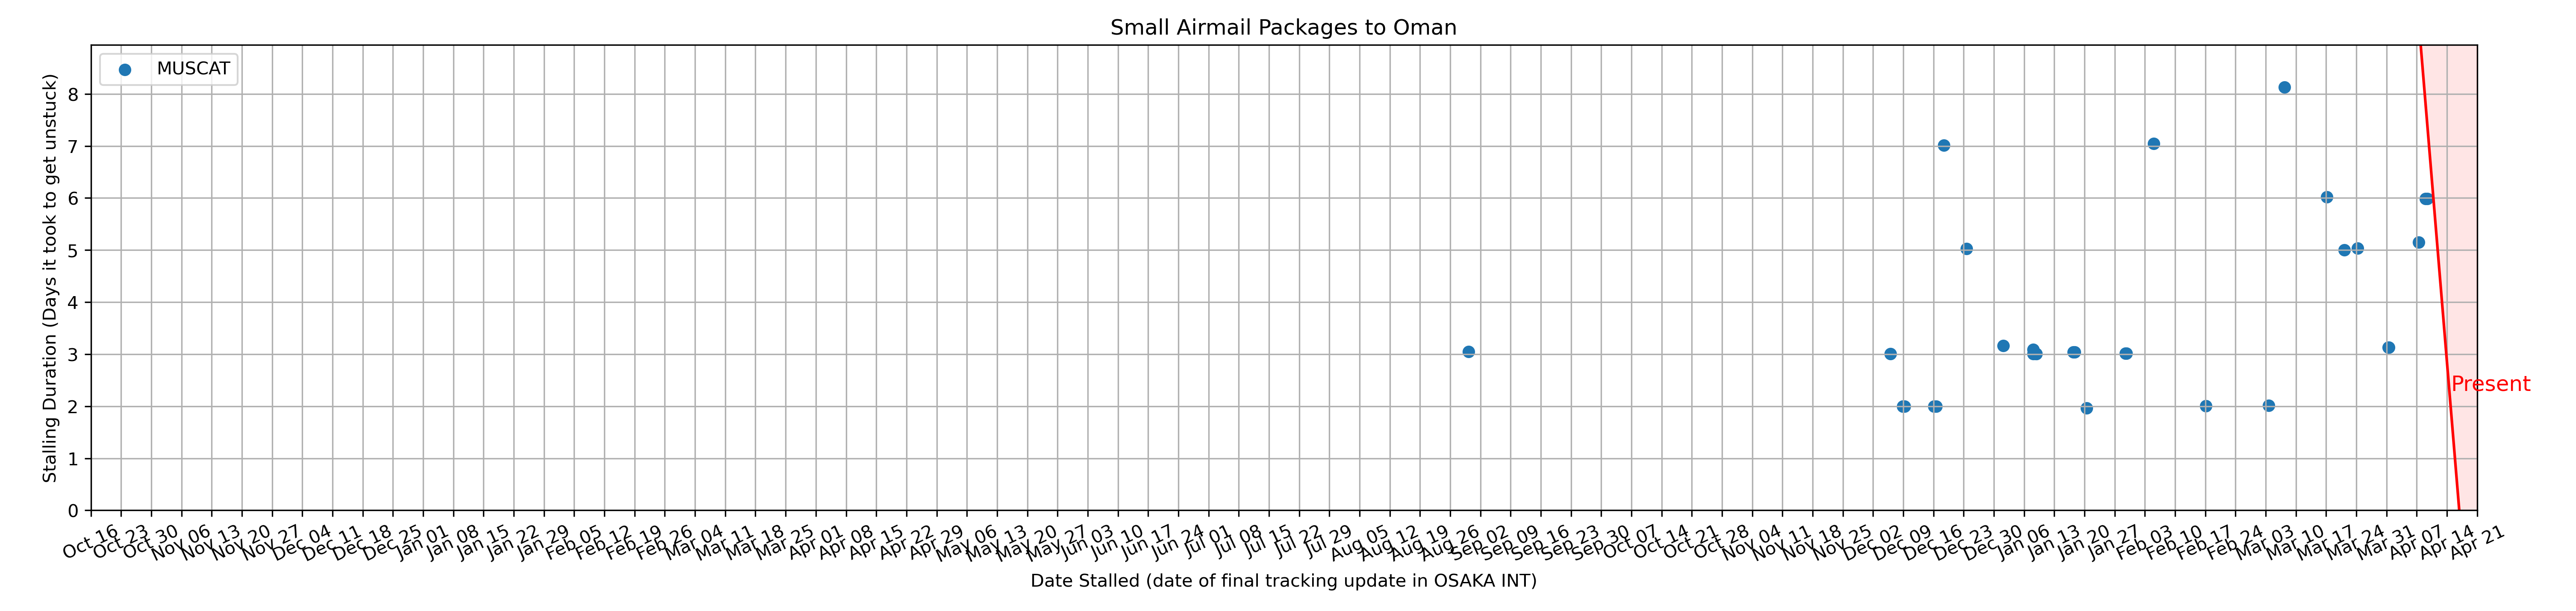 Small Airmail Packages to Oman
MUSCAT
Stalling Duration (Days it took to get unstuck)
8
7
6
5
4
3
2
1
0
Present
Oct 16
Oct 23
Oct 30
Nov 06
Nov 13
Nov 20
Nov 27
Dec 04
Dec 11
Dec 18
Dec 25
Jan 01
Jan 08
Jan 15
Jan 22
Jan 29
Feb 05
Feb 12
Feb 19
Feb 26
Mar 04
Mar 11
Mar 18
Mar 25
Apr 01
Apr 08
Apr 15
Apr 22
Apr 29
May 06
May 13
May 20
May 27
Jun 03
Jun 10
Jun 17
Jun 24
Jul 01
Jul 08
Jul 15
Jul 22
Jul 29
Aug 05
Aug 12
Aug 19
Aug 26
Sep 02
Sep 09
Sep 16
Sep 23
Sep 30
Oct 07
Oct 14
Oct 21
Oct 28
Nov 04
Nov 11
Nov 18
Nov 25
Dec 02
Dec 09
Dec 16
Dec 23
Dec 30
Jan 06
Jan 13
Jan 20
Jan 27
Feb 03
Feb 10
Feb 17
Feb 24
Mar 03
Mar 10
Mar 17
Mar 24
Mar 31
Apr 07
Apr 14
Apr 21
Date Stalled (date of final tracking update in OSAKA INT)